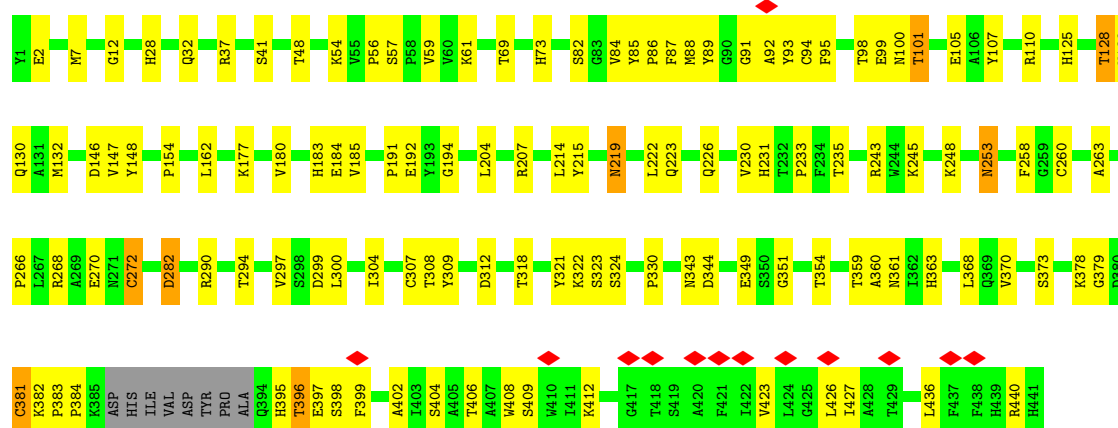 Y1 E2 M7 G12 H28 Q32 R37 S41 T48 K54 V55 P56 S57 P58 V59 V60 K61 T69 H73 S82 G83 V84 Y85 P86 F87 M88 Y89 G90 G91 A92 Y93 C94 F95 T98 E99 N100 T101 E105 A106 Y107 R110 H125 T128
Q130 A131 M132 D146 V147 Y148 P154 L162 K177 V180 H183 E184 V185 P191 E192 Y193 G194 L204 R207 L214 Y215 N219 L222 Q223 Q226 V230 H231 T232 P233 F234 T235 R243 W244 K245 K248 N253 F258 G259 C260 A263
P266 L267 R268 A269 E270 N271 C272 D282 R290 T294 V297 S298 D299 L300 I304 C307 T308 Y309 D312 T318 Y321 K322 S323 S324 P330 N343 D344 E349 S350 G351 T354 T359 A360 N361 I362 H363 L368 Q369 V370 S373 K378 G379 D380
C381 K382 P383 P384 K385 ASP HIS ILE VAL ASP TYR PRO ALA Q394 H395 T396 E397 S398 F399 A402 I403 S404 A405 T406 A407 W408 S409 W410 I411 K412 G417 T418 S419 A420 F421 I422 V423 L424 G425 L426 I427 A428 T429 L436 F437 F438 H439 R440 H441